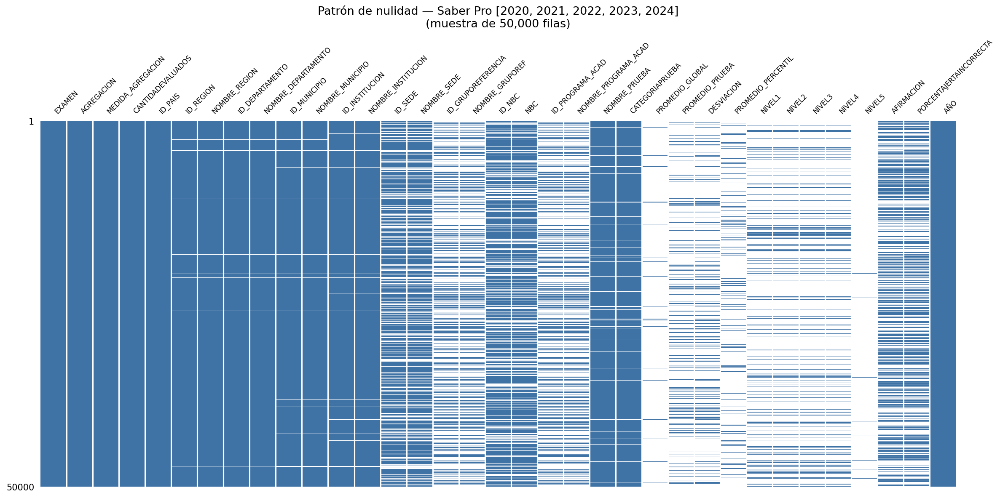 Patrón de nulidad — Saber Pro [2020, 2021, 2022, 2023, 2024]
(muestra de 50,000 filas)
EXAMEN
AGREGACION
MEDIDA_AGREGACION
CANTIDADEVALUADOS
ID_PAIS
ID_REGION
NOMBRE_REGION
ID_DEPARTAMENTO
NOMBRE_DEPARTAMENTO
ID_MUNICIPIO
NOMBRE_MUNICIPIO
ID_INSTITUCION
NOMBRE_INSTITUCION
ID_SEDE
NOMBRE_SEDE
ID_GRUPOREFERENCIA
NOMBRE_GRUPOREF
ID_NBC
NBC
ID_PROGRAMA_ACAD
NOMBRE_PROGRAMA_ACAD
NOMBRE_PRUEBA
CATEGORIAPRUEBA
PROMEDIO_GLOBAL
PROMEDIO_PRUEBA
DESVIACION
PROMEDIO_PERCENTIL
NIVEL1
NIVEL2
NIVEL3
NIVEL4
NIVEL5
AFIRMACION
PORCENTAJERTAINCORRECTA
AÑO
1
50000